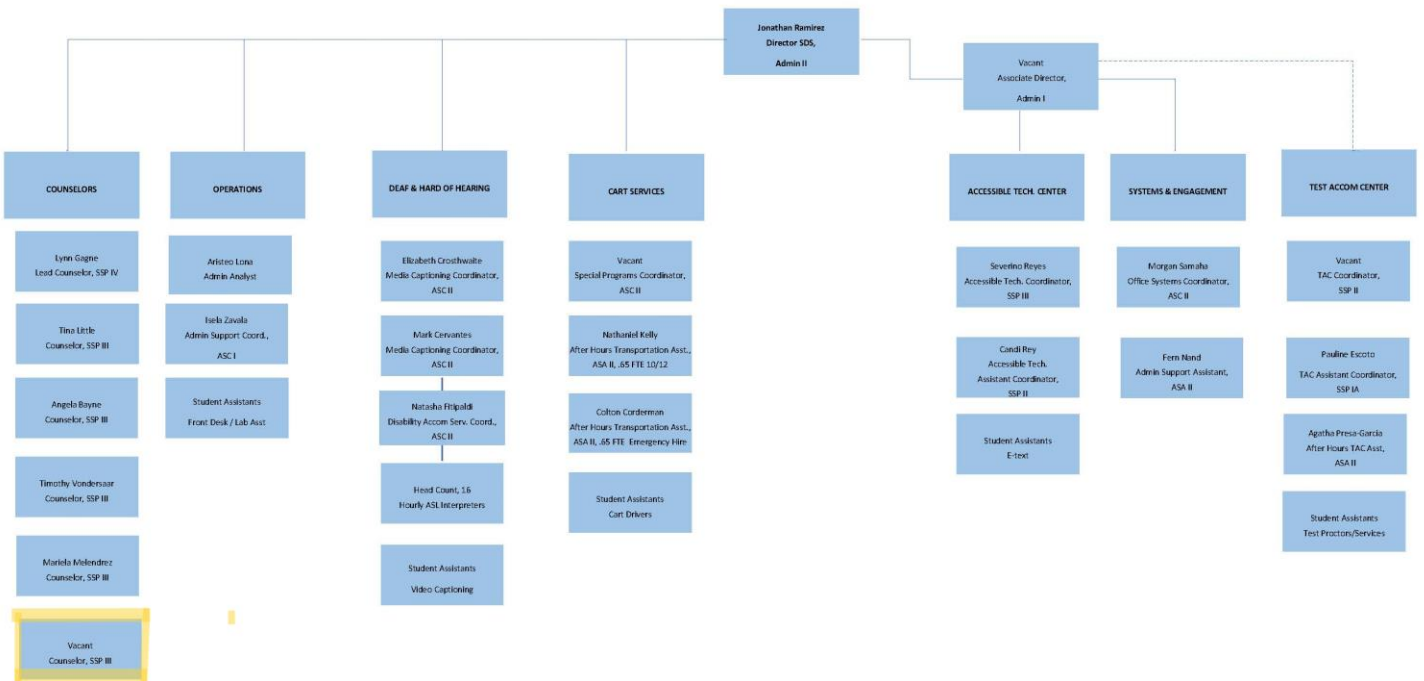 Jonathan Ramirez
Director SDS,
Admin II
Vacant
Associate Director,
Admin I
COUNSELORS
Lynn Gagne
Lead Counselor, SSP IV
Tina Little
Counselor, SSP III
Angela Bayne
Counselor, SSP III
Timothy Vondersaar
Counselor, SSP III
Mariela Melendrez
Counselor, SSP III
Vacant
Counselor, SSP III
OPERATIONS
Aristeo Lona
Admin Analyst
Isela Zavala
Admin Support Coord.,
ASC I
Student Assistants
Front Desk / Lab Asst
DEAF & HARD OF HEARING
Elizabeth Crosthwaite
Media Captioning Coordinator,
ASC II
Mark Cervantes
Media Captioning Coordinator,
ASC II
Natasha Fitipaldi
Disability Accom Serv. Coord.,
ASC II
Head Count, 16
Hourly ASL Interpreters
Student Assistants
Video Captioning
CART SERVICES
Vacant
Special Programs Coordinator,
ASC II
Nathaniel Kelly
After Hours Transportation Asst.,
ASA II, .65 FTE 10/12
Colton Corderman
After Hours Transportation Asst.,
ASA II, .65 FTE Emergency Hire
Student Assistants
Cart Drivers
ACCESSIBLE TECH. CENTER
Severino Reyes
Accessible Tech. Coordinator,
SSP III
Candi Rey
Accessible Tech.
Assistant Coordinator,
SSP II
Student Assistants
E-text
SYSTEMS & ENGAGEMENT
Morgan Samaha
Office Systems Coordinator,
ASC II
Fern Nand
Admin Support Assistant,
ASA II
TEST ACCOM CENTER
Vacant
TAC Coordinator,
SSP II
Pauline Escoto
TAC Assistant Coordinator,
SSP IA
Agatha Presa-Garcia
After Hours TAC Asst,
ASA II
Student Assistants
Test Proctors/Services